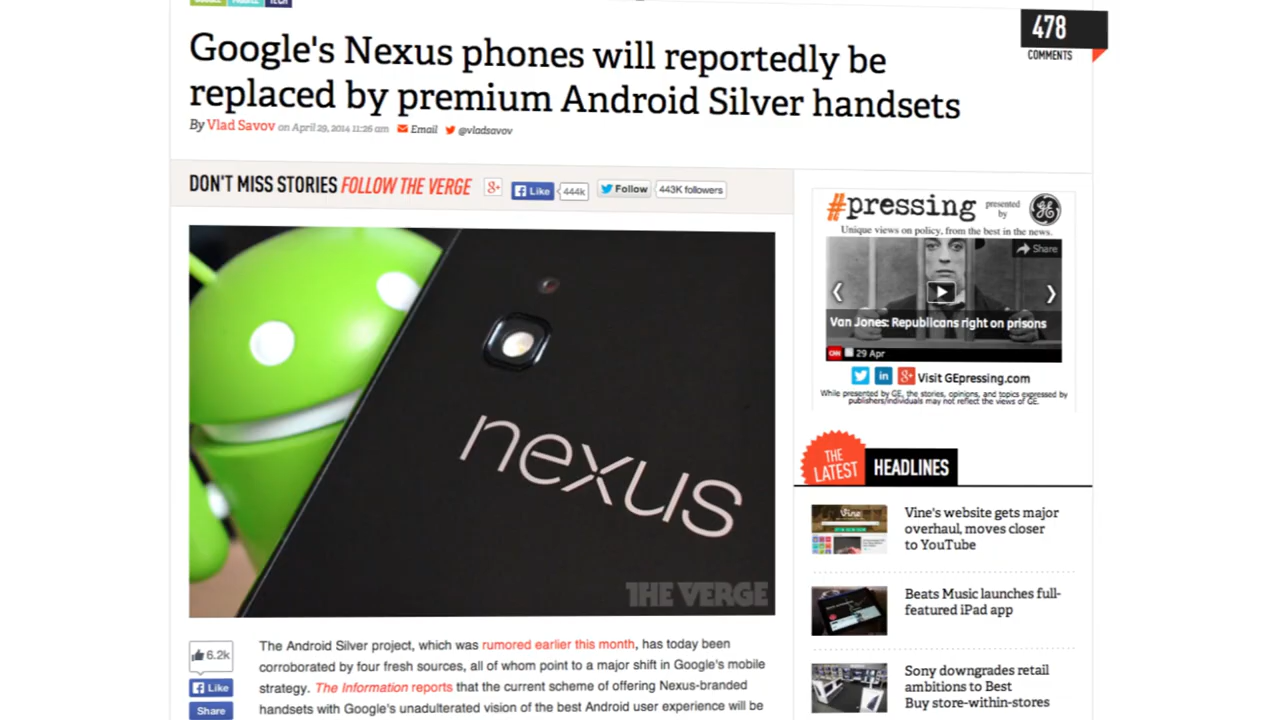 TECH
Google's Nexus phones will reportedly be
replaced by premium Android Silver handsets
478
COMMENTS
By Vlad Savov on April 29, 2014 11:26 am Email @vladsavov
DON'T MISS STORIES FOLLOW THE VERGE Like 444k Follow 443K followers
nexus
THE VERGE
6.2k
Like
Share
The Android Silver project, which was rumored earlier this month, has today been
corroborated by four fresh sources, all of whom point to a major shift in Google's mobile
strategy. The Information reports that the current scheme of offering Nexus-branded
handsets with Google's unadulterated vision of the best Android user experience will be
#pressing presented
by
Unique views on policy, from the best in the news.
Share
Van Jones: Republicans right on prisons
CNN 29 Apr
Visit GEpressing.com
While presented by GE, the stories, opinions, and topics expressed by
publishers/individuals may not reflect the views of GE.
THE
LATEST HEADLINES
Vine's website gets major
overhaul, moves closer
to YouTube
Beats Music launches full-
featured iPad app
Sony downgrades retail
ambitions to Best
Buy store-within-stores